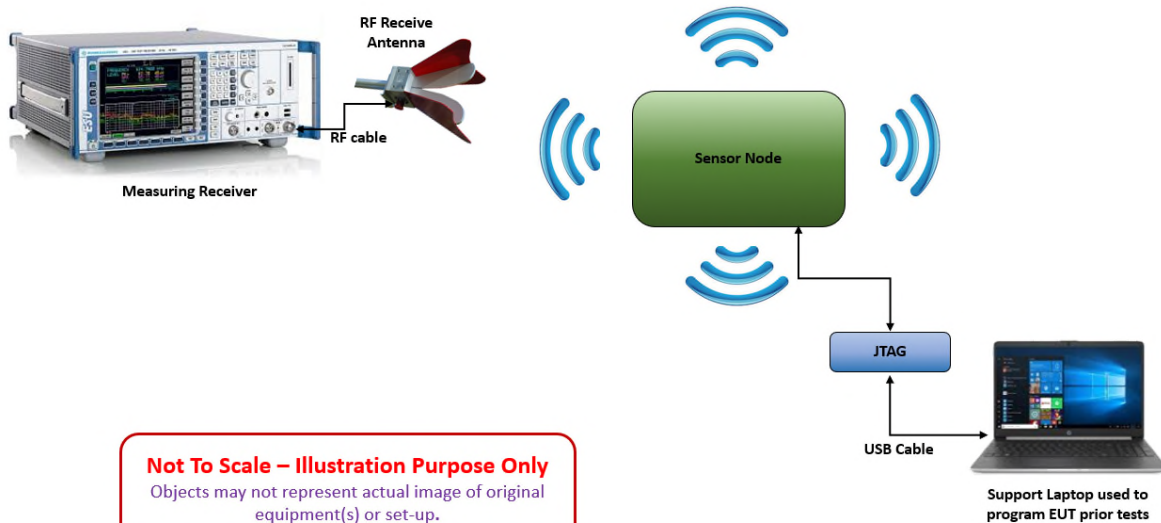 RF Receive
Antenna
RF cable
Measuring Receiver
Sensor Node
JTAG
USB Cable
Support Laptop used to
program EUT prior tests
Not To Scale – Illustration Purpose Only
Objects may not represent actual image of original
equipment(s) or set-up.